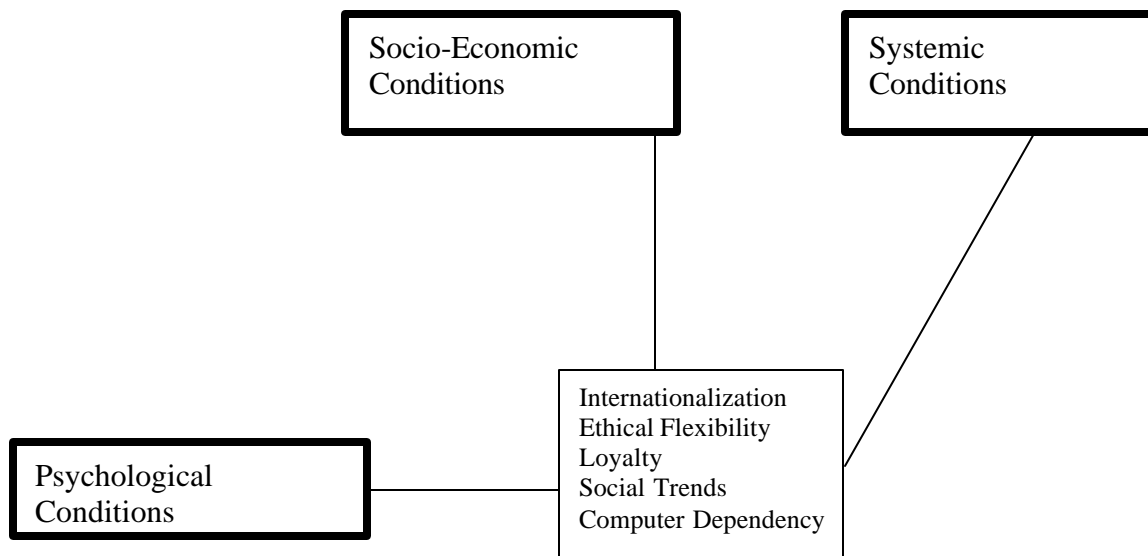 Socio-Economic
Conditions
Systemic
Conditions
Internationalization
Ethical Flexibility
Loyalty
Social Trends
Computer Dependency
Psychological
Conditions